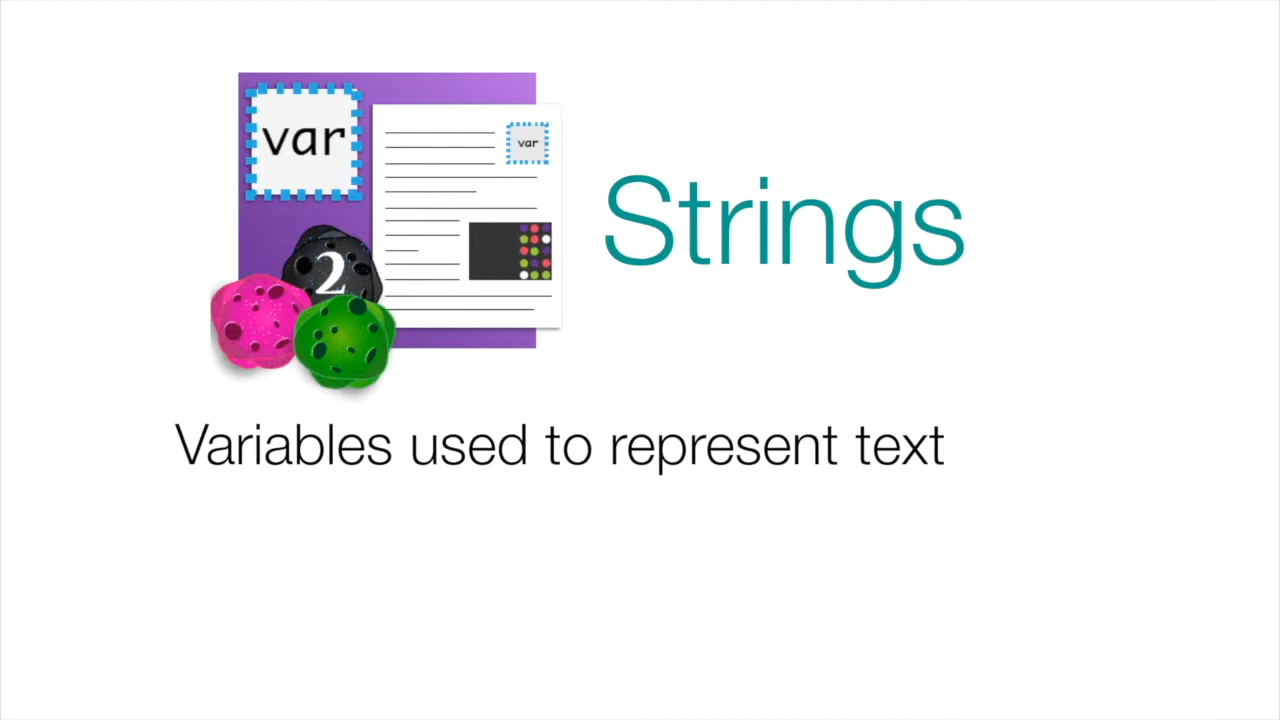 var
var
2
Strings
Variables used to represent text